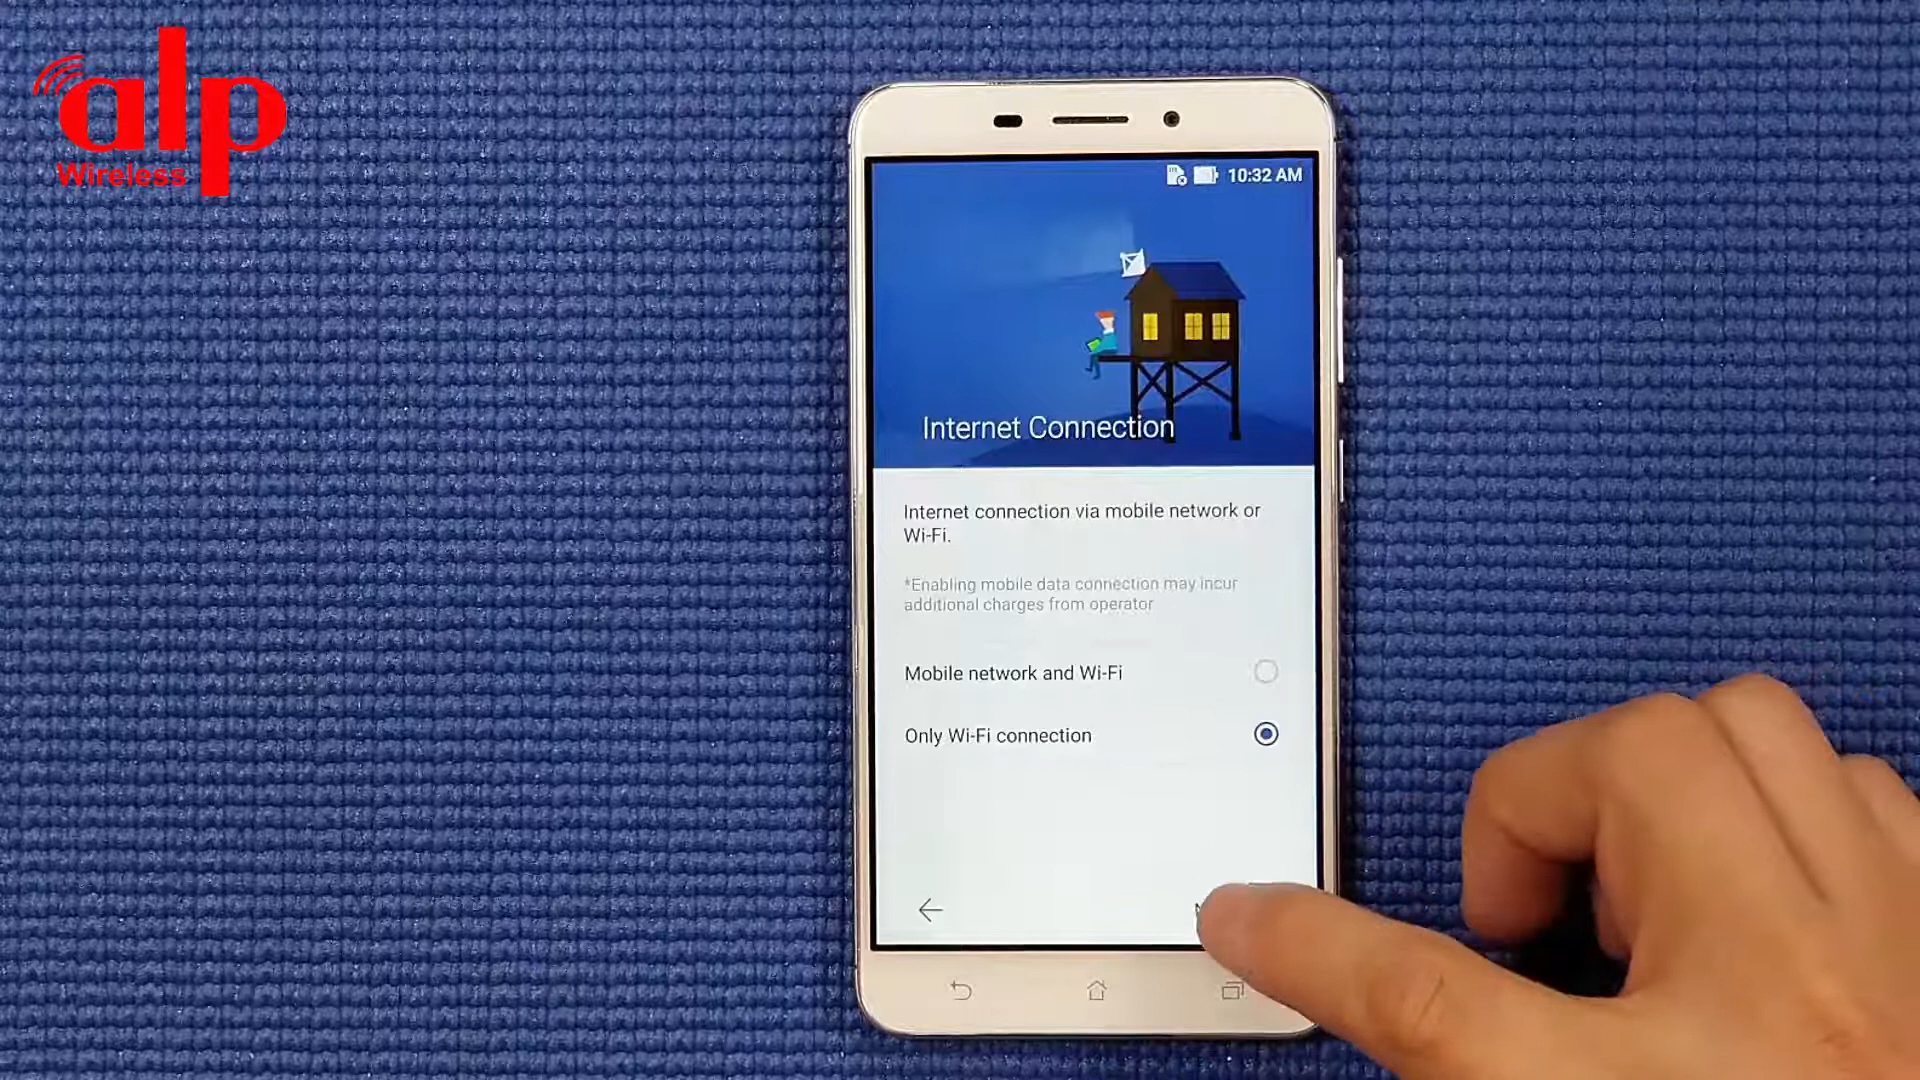 alp
Wireless
10:32 AM
Internet Connection
Internet connection via mobile network or
Wi-Fi.
*Enabling mobile data connection may incur
additional charges from operator
Mobile network and Wi-Fi
Only Wi-Fi connection